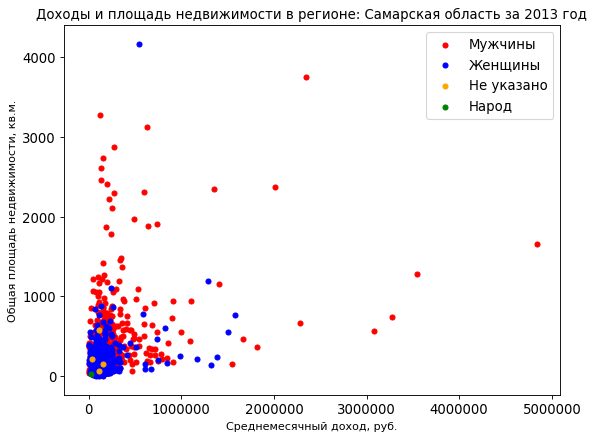 Доходы и площадь недвижимости в регионе: Самарская область за 2013 год
Общая площадь недвижимости, кв.м.
4000
3000
2000
1000
0
Мужчины
Женщины
Не указано
Народ
0
1000000
2000000
3000000
4000000
5000000
Среднемесячный доход, руб.